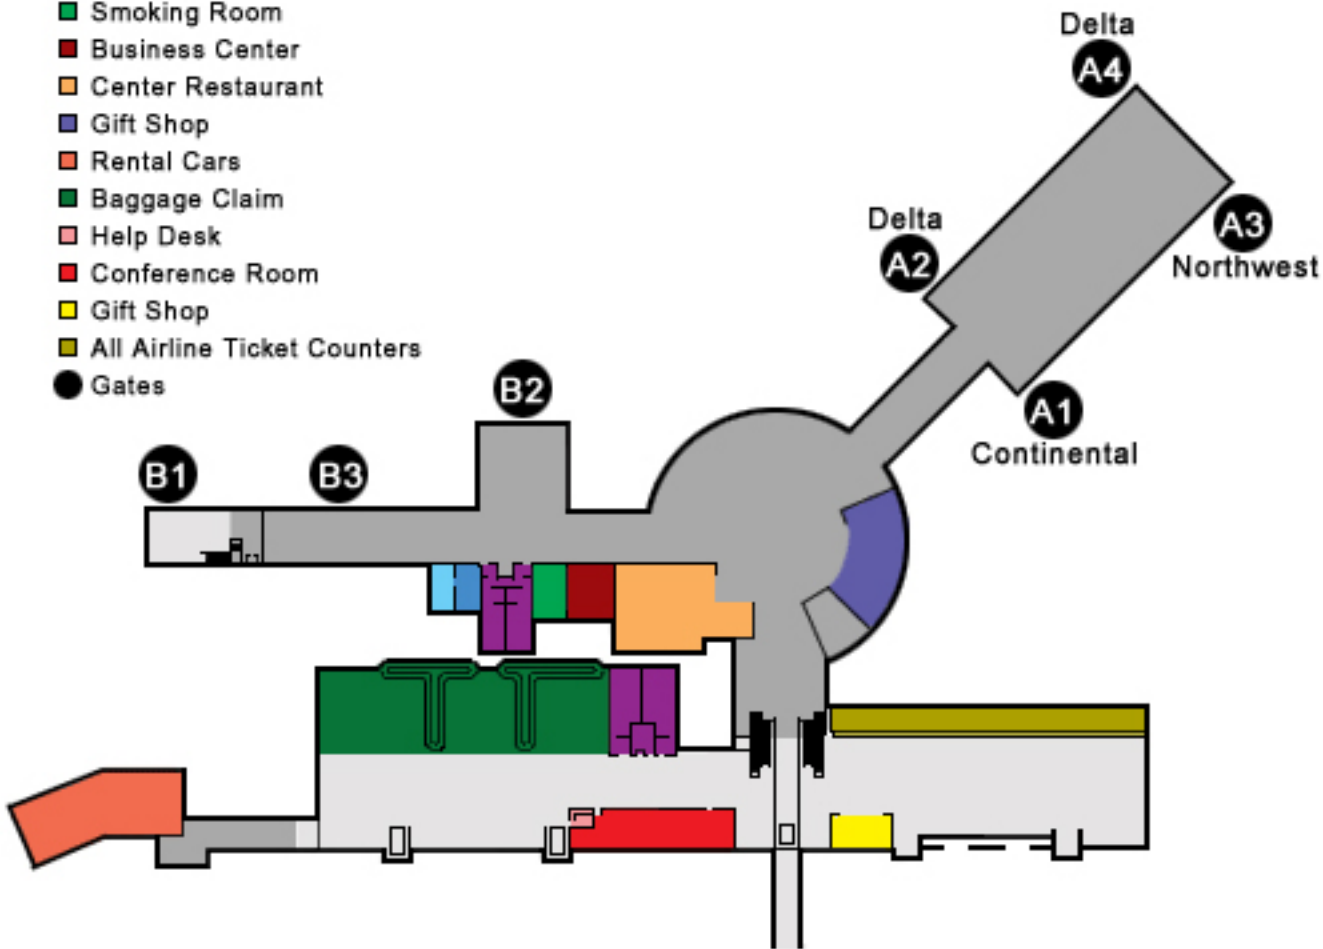 Smoking Room
Business Center
Center Restaurant
Gift Shop
Rental Cars
Baggage Claim
Help Desk
Conference Room
Gift Shop
All Airline Ticket Counters
Gates
Delta
A4
Delta
A2
A3
Northwest
A1
Continental
B2
B1
B3